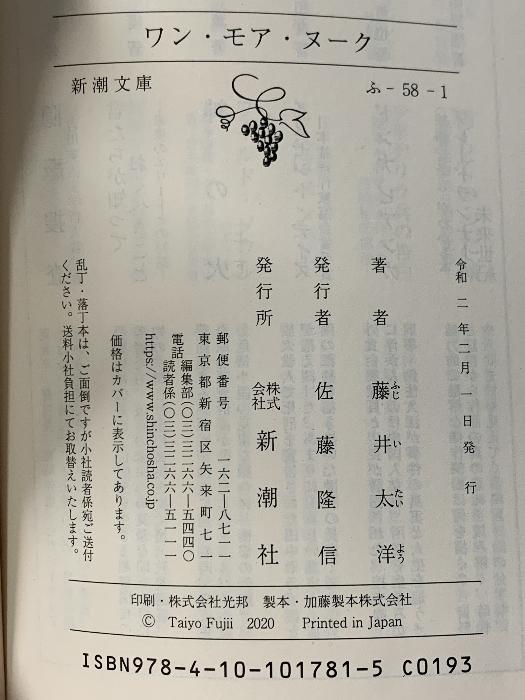 ワン・モア・ヌーク
新潮文庫
ふ-58-1
令和二年二月一日発行
著者 藤井太洋
ふじ い たい よう
発行者 佐藤隆信
発行所 株式会社 新潮社
郵便番号 一六二―八七一一
東京都新宿区矢来町七一
電話 編集部(〇三)三二六六―五四四〇
読者係(〇三)三二六六―五一一一
https://www.shinchosha.co.jp
価格はカバーに表示してあります。
乱丁・落丁本は、ご面倒ですが小社読者係宛ご送付
ください。送料小社負担にてお取替えいたします。
印刷・株式会社光邦 製本・加藤製本株式会社
© Taiyo Fujii 2020 Printed in Japan
ISBN978-4-10-101781-5 C0193